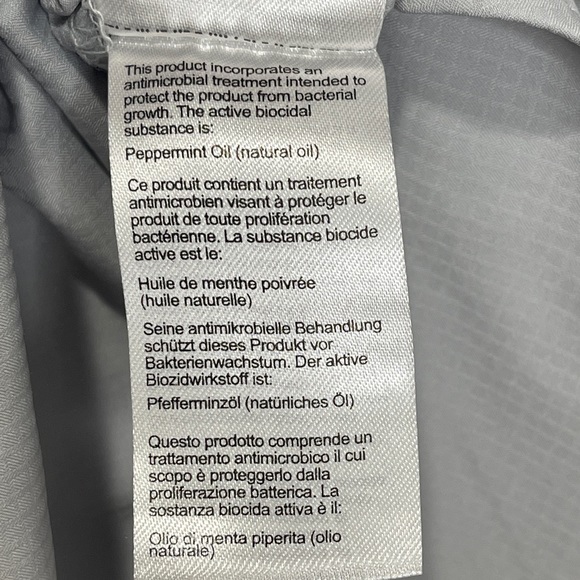 This product incorporates an
antimicrobial treatment intended to
protect the product from bacterial
growth. The active biocidal
substance is:
Peppermint Oil (natural oil)
Ce produit contient un traitement
antimicrobien visant à protéger le
produit de toute prolifération
bactérienne. La substance biocide
active est le:
Huile de menthe poivrée
(huile naturelle)
Seine antimikrobielle Behandlung
schützt dieses Produkt vor
Bakterienwachstum. Der aktive
Biozidwirkstoff ist:
Pfefferminzöl (natürliches Öl)
Questo prodotto comprende un
trattamento antimicrobico il cui
scopo è proteggerlo dalla
proliferazione batterica. La
sostanza biocida attiva è il:
Olio di menta piperita (olio
naturale)